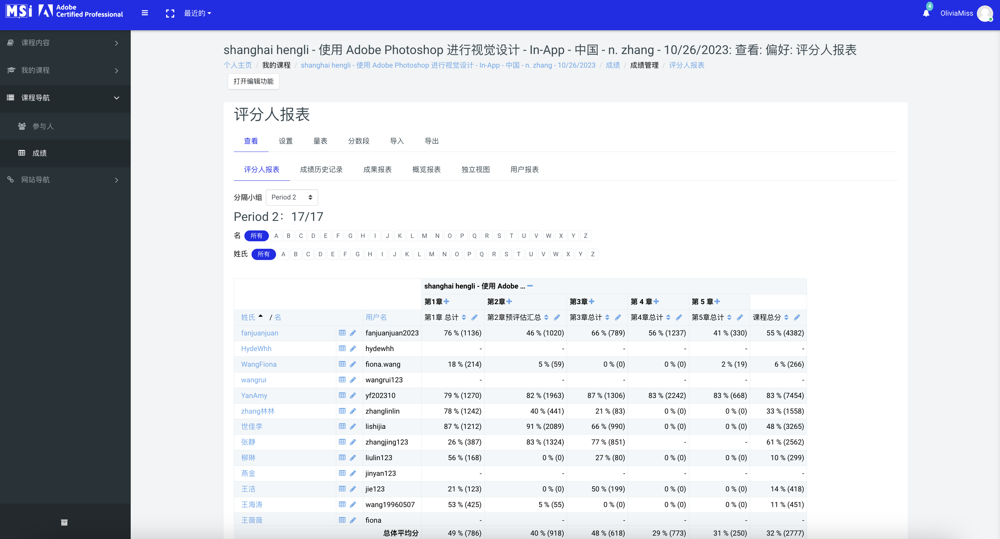 MSi Adobe Certified Professional
最近的
4
OliviaMiss
课程内容
我的课程
课程导航
参与人
成绩
网站导航
shanghai hengli - 使用 Adobe Photoshop 进行视觉设计 - In-App - 中国 - n. zhang - 10/26/2023: 查看: 偏好: 评分人报表
个人主页 / 我的课程 / shanghai hengli - 使用 Adobe Photoshop 进行视觉设计 - In-App - 中国 - n. zhang - 10/26/2023 / 成绩 / 成绩管理 / 评分人报表
打开编辑功能
评分人报表
查看 设置 量表 分数段 导入 导出
评分人报表 成绩历史记录 成果报表 概览报表 独立视图 用户报表
分隔小组 Period 2
Period 2：17/17
名 所有 A B C D E F G H I J K L M N O P Q R S T U V W X Y Z
姓氏 所有 A B C D E F G H I J K L M N O P Q R S T U V W X Y Z
shanghai hengli - 使用 Adobe ...
第1章 第2章 第3章 第 4 章 第 5 章
姓氏 / 名 用户名 第1章 总计 第2章预评估汇总 第3章总计 第4章总计 第5章总计 课程总分
fanjuanjuan fanjuanjuan2023 76 % (1136) 46 % (1020) 66 % (789) 56 % (1237) 41 % (330) 55 % (4382)
HydeWhh hydewhh - - - - - -
WangFiona fiona.wang 18 % (214) 5 % (59) 0 % (0) 0 % (0) 2 % (19) 6 % (266)
wangrui wangrui123 - - - - - -
YanAmy yf202310 79 % (1270) 82 % (1963) 87 % (1306) 83 % (2242) 83 % (668) 83 % (7454)
zhang林林 zhanglinlin 78 % (1242) 40 % (441) 21 % (83) 0 % (0) 0 % (0) 33 % (1558)
世佳李 lishijia 87 % (1212) 91 % (2089) 66 % (990) 0 % (0) 0 % (0) 48 % (3265)
张静 zhangjing123 26 % (387) 83 % (1324) 77 % (851) - - 61 % (2562)
柳琳 liulin123 56 % (168) 0 % (0) 27 % (80) 0 % (0) 0 % (0) 10 % (299)
燕金 jinyan123 - - - - - -
王洁 jie123 21 % (123) 0 % (0) 50 % (199) 0 % (0) 0 % (0) 14 % (418)
王海涛 wang19960507 53 % (425) 5 % (55) 0 % (0) 0 % (0) 0 % (0) 11 % (451)
王薇薇 fiona - - - - - -
总体平均分 49 % (786) 40 % (918) 48 % (618) 29 % (773) 31 % (250) 32 % (2777)